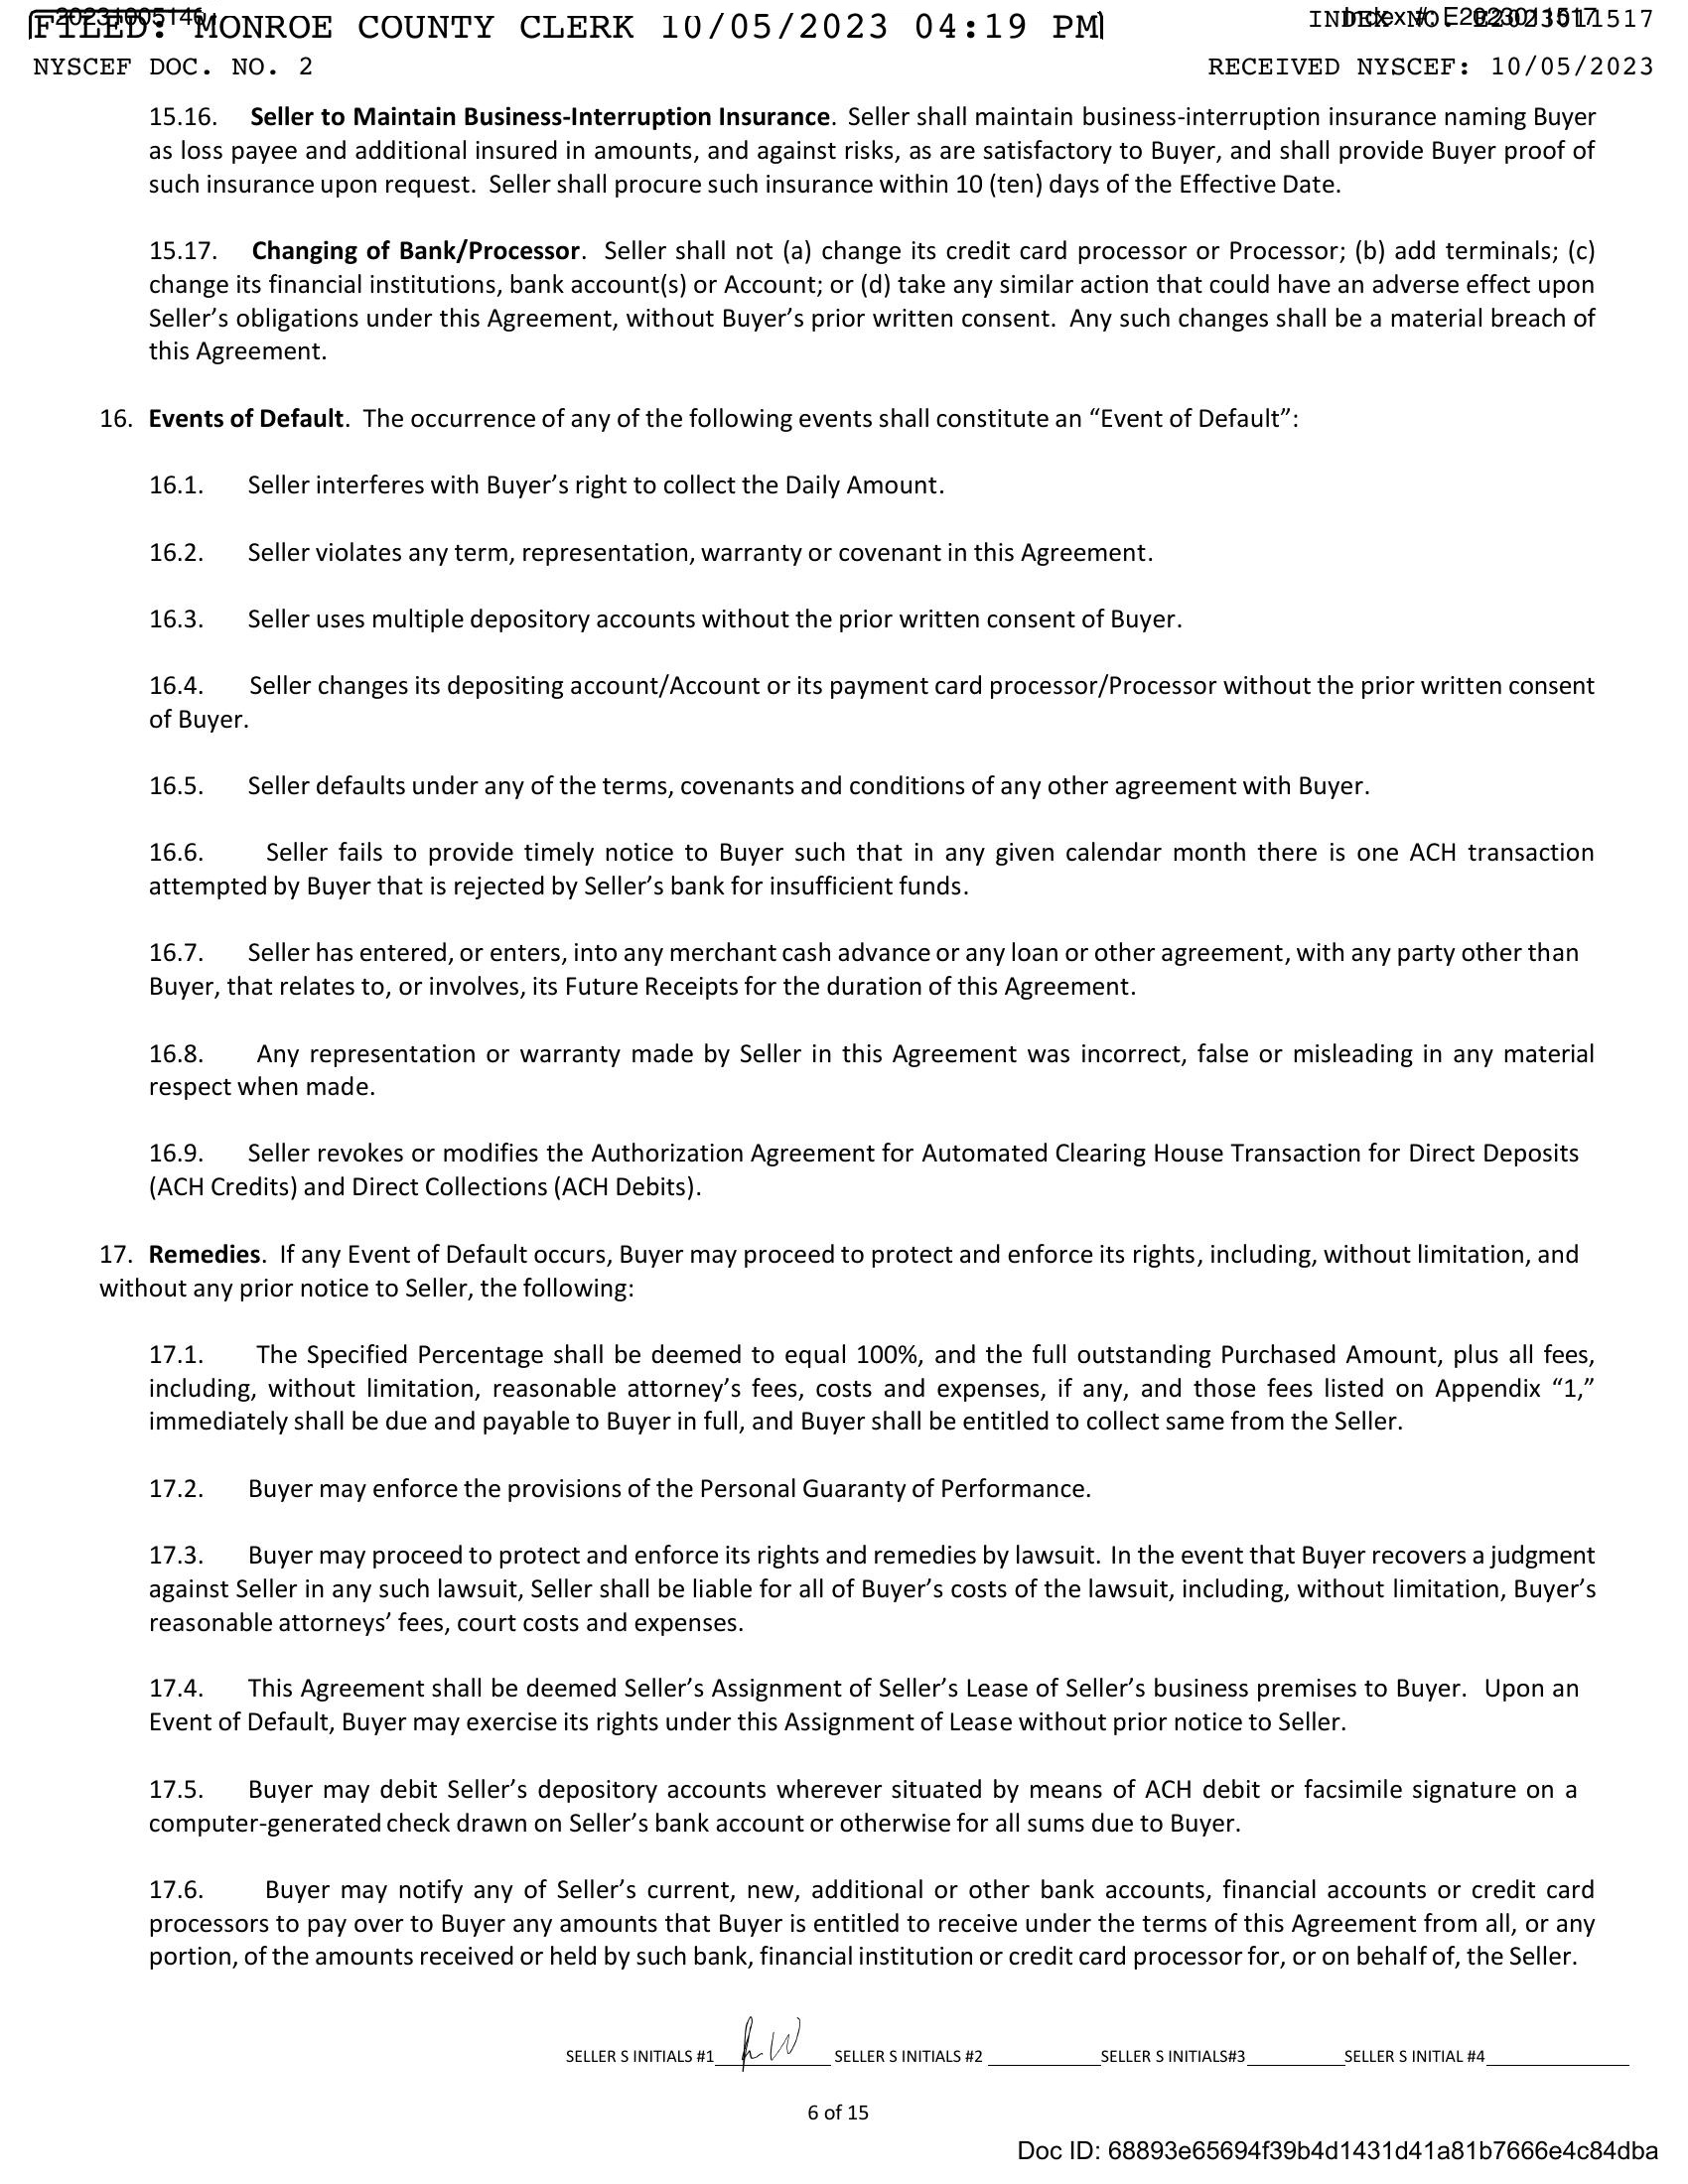 202310051464
FILED: MONROE COUNTY CLERK 10/05/2023 04:19 PM
INDEX NO. E2023011517
Index #: E2023011517
NYSCEF DOC. NO. 2
RECEIVED NYSCEF: 10/05/2023
15.16. Seller to Maintain Business-Interruption Insurance. Seller shall maintain business-interruption insurance naming Buyer
as loss payee and additional insured in amounts, and against risks, as are satisfactory to Buyer, and shall provide Buyer proof of
such insurance upon request. Seller shall procure such insurance within 10 (ten) days of the Effective Date.
15.17. Changing of Bank/Processor. Seller shall not (a) change its credit card processor or Processor; (b) add terminals; (c)
change its financial institutions, bank account(s) or Account; or (d) take any similar action that could have an adverse effect upon
Seller’s obligations under this Agreement, without Buyer’s prior written consent. Any such changes shall be a material breach of
this Agreement.
16. Events of Default. The occurrence of any of the following events shall constitute an “Event of Default”:
16.1. Seller interferes with Buyer’s right to collect the Daily Amount.
16.2. Seller violates any term, representation, warranty or covenant in this Agreement.
16.3. Seller uses multiple depository accounts without the prior written consent of Buyer.
16.4. Seller changes its depositing account/Account or its payment card processor/Processor without the prior written consent
of Buyer.
16.5. Seller defaults under any of the terms, covenants and conditions of any other agreement with Buyer.
16.6. Seller fails to provide timely notice to Buyer such that in any given calendar month there is one ACH transaction
attempted by Buyer that is rejected by Seller’s bank for insufficient funds.
16.7. Seller has entered, or enters, into any merchant cash advance or any loan or other agreement, with any party other than
Buyer, that relates to, or involves, its Future Receipts for the duration of this Agreement.
16.8. Any representation or warranty made by Seller in this Agreement was incorrect, false or misleading in any material
respect when made.
16.9. Seller revokes or modifies the Authorization Agreement for Automated Clearing House Transaction for Direct Deposits
(ACH Credits) and Direct Collections (ACH Debits).
17. Remedies. If any Event of Default occurs, Buyer may proceed to protect and enforce its rights, including, without limitation, and
without any prior notice to Seller, the following:
17.1. The Specified Percentage shall be deemed to equal 100%, and the full outstanding Purchased Amount, plus all fees,
including, without limitation, reasonable attorney’s fees, costs and expenses, if any, and those fees listed on Appendix “1,”
immediately shall be due and payable to Buyer in full, and Buyer shall be entitled to collect same from the Seller.
17.2. Buyer may enforce the provisions of the Personal Guaranty of Performance.
17.3. Buyer may proceed to protect and enforce its rights and remedies by lawsuit. In the event that Buyer recovers a judgment
against Seller in any such lawsuit, Seller shall be liable for all of Buyer’s costs of the lawsuit, including, without limitation, Buyer’s
reasonable attorneys’ fees, court costs and expenses.
17.4. This Agreement shall be deemed Seller’s Assignment of Seller’s Lease of Seller’s business premises to Buyer. Upon an
Event of Default, Buyer may exercise its rights under this Assignment of Lease without prior notice to Seller.
17.5. Buyer may debit Seller’s depository accounts wherever situated by means of ACH debit or facsimile signature on a
computer-generated check drawn on Seller’s bank account or otherwise for all sums due to Buyer.
17.6. Buyer may notify any of Seller’s current, new, additional or other bank accounts, financial accounts or credit card
processors to pay over to Buyer any amounts that Buyer is entitled to receive under the terms of this Agreement from all, or any
portion, of the amounts received or held by such bank, financial institution or credit card processor for, or on behalf of, the Seller.
SELLER S INITIALS #1 RW SELLER S INITIALS #2 SELLER S INITIALS#3 SELLER S INITIAL #4
6 of 15
Doc ID: 68893e65694f39b4d1431d41a81b7666e4c84dba